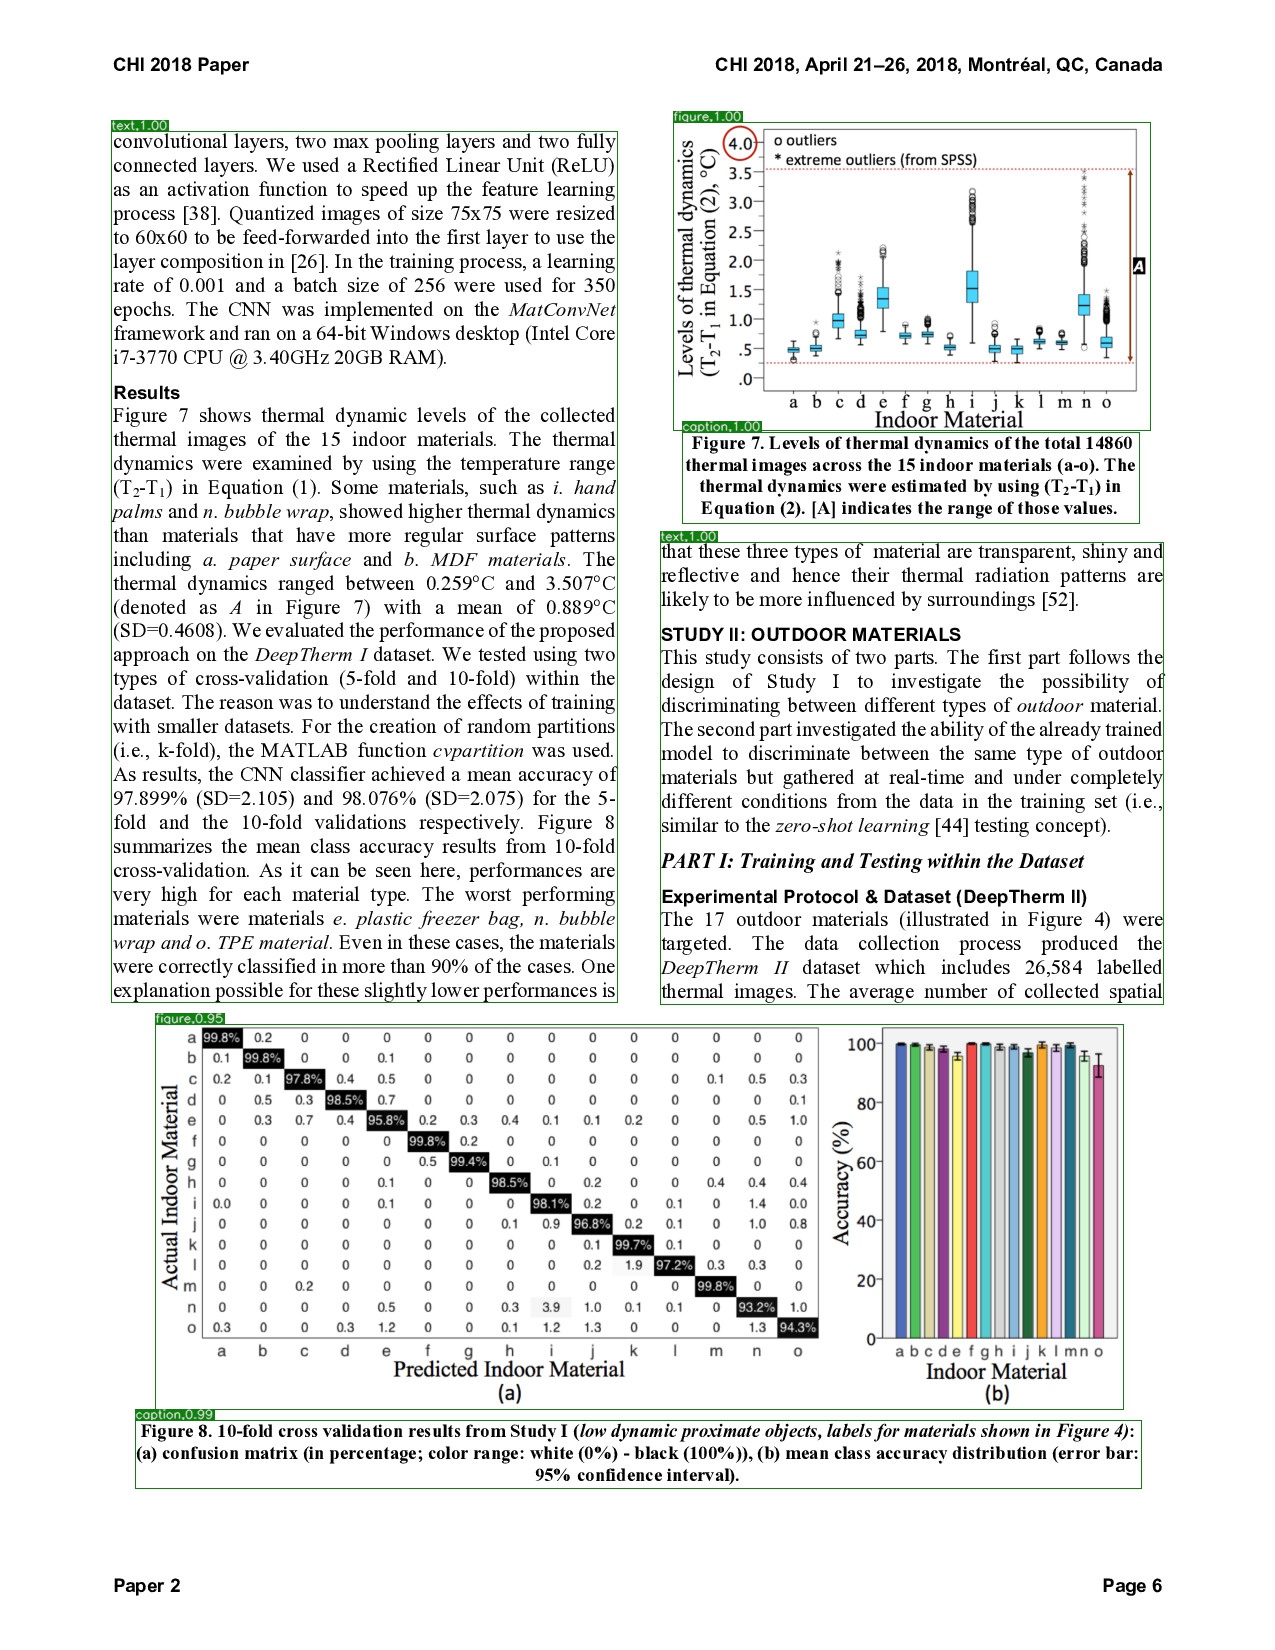 CHI 2018 Paper
CHI 2018, April 21–26, 2018, Montréal, QC, Canada
text,1.00
convolutional layers, two max pooling layers and two fully
connected layers. We used a Rectified Linear Unit (ReLU)
as an activation function to speed up the feature learning
process [38]. Quantized images of size 75x75 were resized
to 60x60 to be feed-forwarded into the first layer to use the
layer composition in [26]. In the training process, a learning
rate of 0.001 and a batch size of 256 were used for 350
epochs. The CNN was implemented on the MatConvNet
framework and ran on a 64-bit Windows desktop (Intel Core
i7-3770 CPU @ 3.40GHz 20GB RAM).
Results
Figure 7 shows thermal dynamic levels of the collected
thermal images of the 15 indoor materials. The thermal
dynamics were examined by using the temperature range
(T2-T1) in Equation (1). Some materials, such as i. hand
palms and n. bubble wrap, showed higher thermal dynamics
than materials that have more regular surface patterns
including a. paper surface and b. MDF materials. The
thermal dynamics ranged between 0.259°C and 3.507°C
(denoted as A in Figure 7) with a mean of 0.889°C
(SD=0.4608). We evaluated the performance of the proposed
approach on the DeepTherm I dataset. We tested using two
types of cross-validation (5-fold and 10-fold) within the
dataset. The reason was to understand the effects of training
with smaller datasets. For the creation of random partitions
(i.e., k-fold), the MATLAB function cvpartition was used.
As results, the CNN classifier achieved a mean accuracy of
97.899% (SD=2.105) and 98.076% (SD=2.075) for the 5-
fold and the 10-fold validations respectively. Figure 8
summarizes the mean class accuracy results from 10-fold
cross-validation. As it can be seen here, performances are
very high for each material type. The worst performing
materials were materials e. plastic freezer bag, n. bubble
wrap and o. TPE material. Even in these cases, the materials
were correctly classified in more than 90% of the cases. One
explanation possible for these slightly lower performances is
figure,1.00
Levels of thermal dynamics
(T2-T1 in Equation (2), °C)
4.0
3.5
3.0
2.5
2.0
1.5
1.0
.5
.0
o outliers
* extreme outliers (from SPSS)
A
a b c d e f g h i j k l m n o
Indoor Material
caption,1.00
Figure 7. Levels of thermal dynamics of the total 14860
thermal images across the 15 indoor materials (a-o). The
thermal dynamics were estimated by using (T2-T1) in
Equation (2). [A] indicates the range of those values.
text,1.00
that these three types of material are transparent, shiny and
reflective and hence their thermal radiation patterns are
likely to be more influenced by surroundings [52].
STUDY II: OUTDOOR MATERIALS
This study consists of two parts. The first part follows the
design of Study I to investigate the possibility of
discriminating between different types of outdoor material.
The second part investigated the ability of the already trained
model to discriminate between the same type of outdoor
materials but gathered at real-time and under completely
different conditions from the data in the training set (i.e.,
similar to the zero-shot learning [44] testing concept).
PART I: Training and Testing within the Dataset
Experimental Protocol & Dataset (DeepTherm II)
The 17 outdoor materials (illustrated in Figure 4) were
targeted. The data collection process produced the
DeepTherm II dataset which includes 26,584 labelled
thermal images. The average number of collected spatial
figure,0.95
Actual Indoor Material
a 99.8% 0.2 0 0 0 0 0 0 0 0 0 0 0 0 0
b 0.1 99.8% 0 0 0.1 0 0 0 0 0 0 0 0 0 0
c 0.2 0.1 97.8% 0.4 0.5 0 0 0 0 0 0 0 0.1 0.5 0.3
d 0 0.5 0.3 98.5% 0.7 0 0 0 0 0 0 0 0 0 0.1
e 0 0.3 0.7 0.4 95.8% 0.2 0.3 0.4 0.1 0.1 0.2 0 0 0.5 1.0
f 0 0 0 0 0 99.8% 0.2 0 0 0 0 0 0 0 0
g 0 0 0 0 0 0.5 99.4% 0 0.1 0 0 0 0 0 0
h 0 0 0 0 0.1 0 0 98.5% 0 0.2 0 0 0.4 0.4 0.4
i 0.0 0 0 0 0.1 0 0 0 98.1% 0.2 0 0.1 0 1.4 0.0
j 0 0 0 0 0 0 0 0.1 0.9 96.8% 0.2 0.1 0 1.0 0.8
k 0 0 0 0 0 0 0 0 0 0.1 99.7% 0.1 0 0 0
l 0 0 0 0 0 0 0 0 0 0.2 1.9 97.2% 0.3 0.3 0
m 0 0 0.2 0 0 0 0 0 0 0 0 0 99.8% 0 0
n 0 0 0 0 0.5 0 0 0.3 3.9 1.0 0.1 0.1 0 93.2% 1.0
o 0.3 0 0 0.3 1.2 0 0 0.1 1.2 1.3 0 0 0 1.3 94.3%
a b c d e f g h i j k l m n o
Predicted Indoor Material
(a)
Accuracy (%)
100
80
60
40
20
0
a b c d e f g h i j k l m n o
Indoor Material
(b)
caption,0.99
Figure 8. 10-fold cross validation results from Study I (low dynamic proximate objects, labels for materials shown in Figure 4):
(a) confusion matrix (in percentage; color range: white (0%) - black (100%)), (b) mean class accuracy distribution (error bar:
95% confidence interval).
Paper 2
Page 6